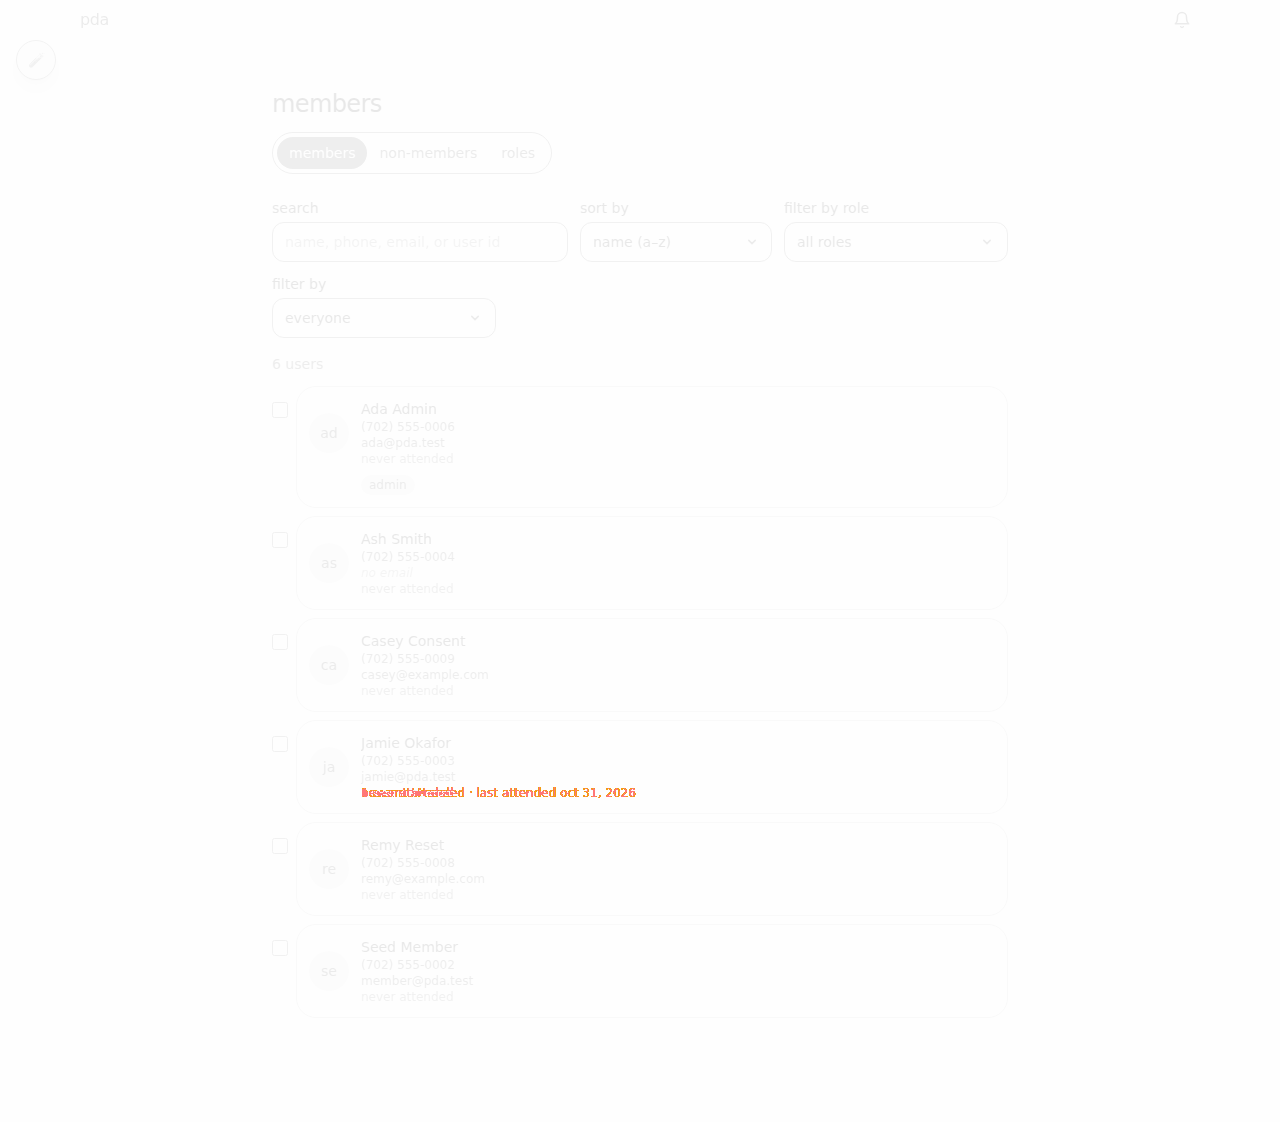 pda
members
members non-members roles
search sort by filter by role
name, phone, email, or user id name (a–z) all roles
filter by
everyone
6 users
ad
Ada Admin
(702) 555-0006
ada@pda.test
never attended
admin
as
Ash Smith
(702) 555-0004
no email
never attended
ca
Casey Consent
(702) 555-0009
casey@example.com
never attended
ja
Jamie Okafor
(702) 555-0003
jamie@pda.test
· last attended oct 31, 2026
re
Remy Reset
(702) 555-0008
remy@example.com
never attended
se
Seed Member
(702) 555-0002
member@pda.test
never attended